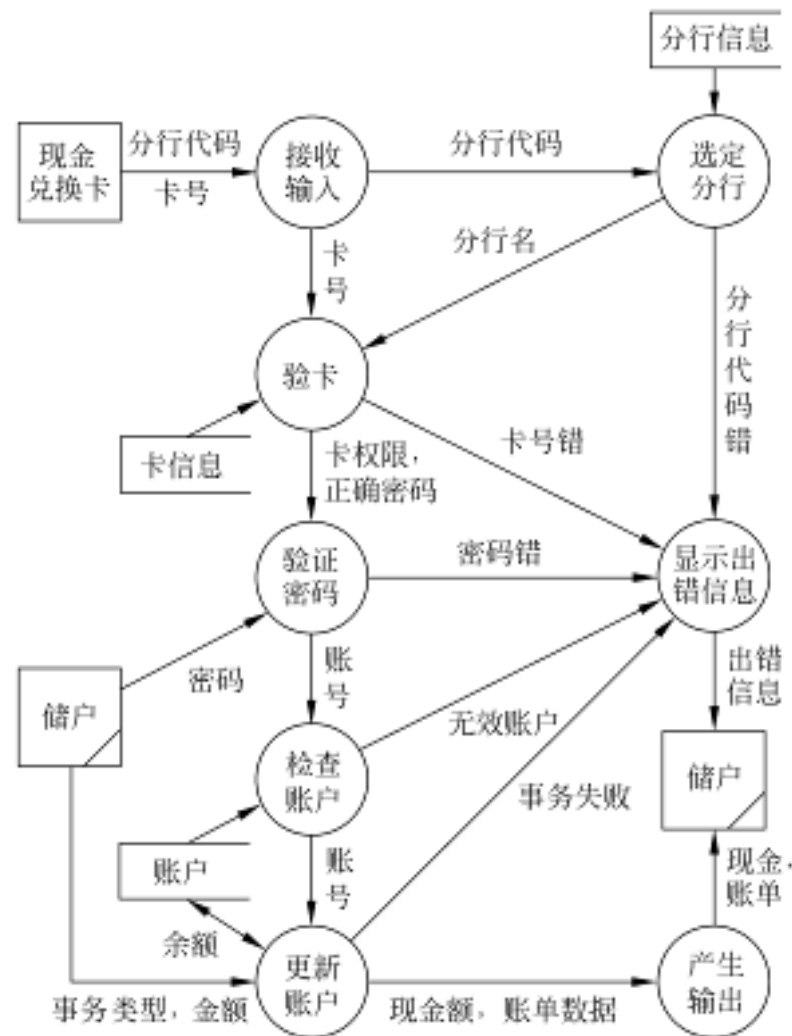 分行信息
现金
兑换卡
分行代码
卡号
接收
输入
分行代码
选定
分行
分行名
卡
号
分
行
代
码
错
验卡
卡信息
卡权限，
正确密码
卡号错
验证
密码
密码错
显示出
错信息
储户
密码
账
号
出错
信息
无效账户
检查
账户
储户
事务失败
账户
账
号
现金，
账单
余额
更新
账户
产生
输出
事务类型，金额
现金额，账单数据